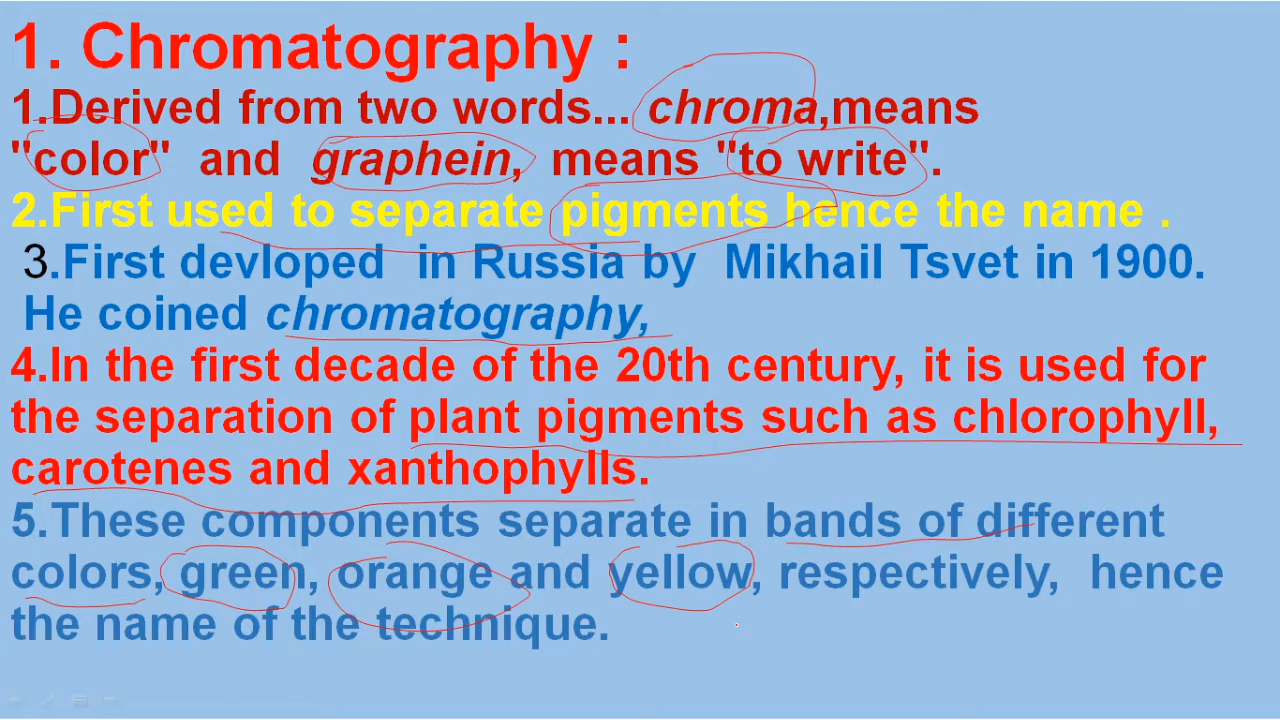 1. Chromatography :
1.Derived from two words... chroma,means
"color" and graphein, means "to write".
2.First used to separate pigments hence the name .
3.First devloped in Russia by Mikhail Tsvet in 1900.
He coined chromatography,
4.In the first decade of the 20th century, it is used for
the separation of plant pigments such as chlorophyll,
carotenes and xanthophylls.
5.These components separate in bands of different
colors, green, orange and yellow, respectively, hence
the name of the technique.